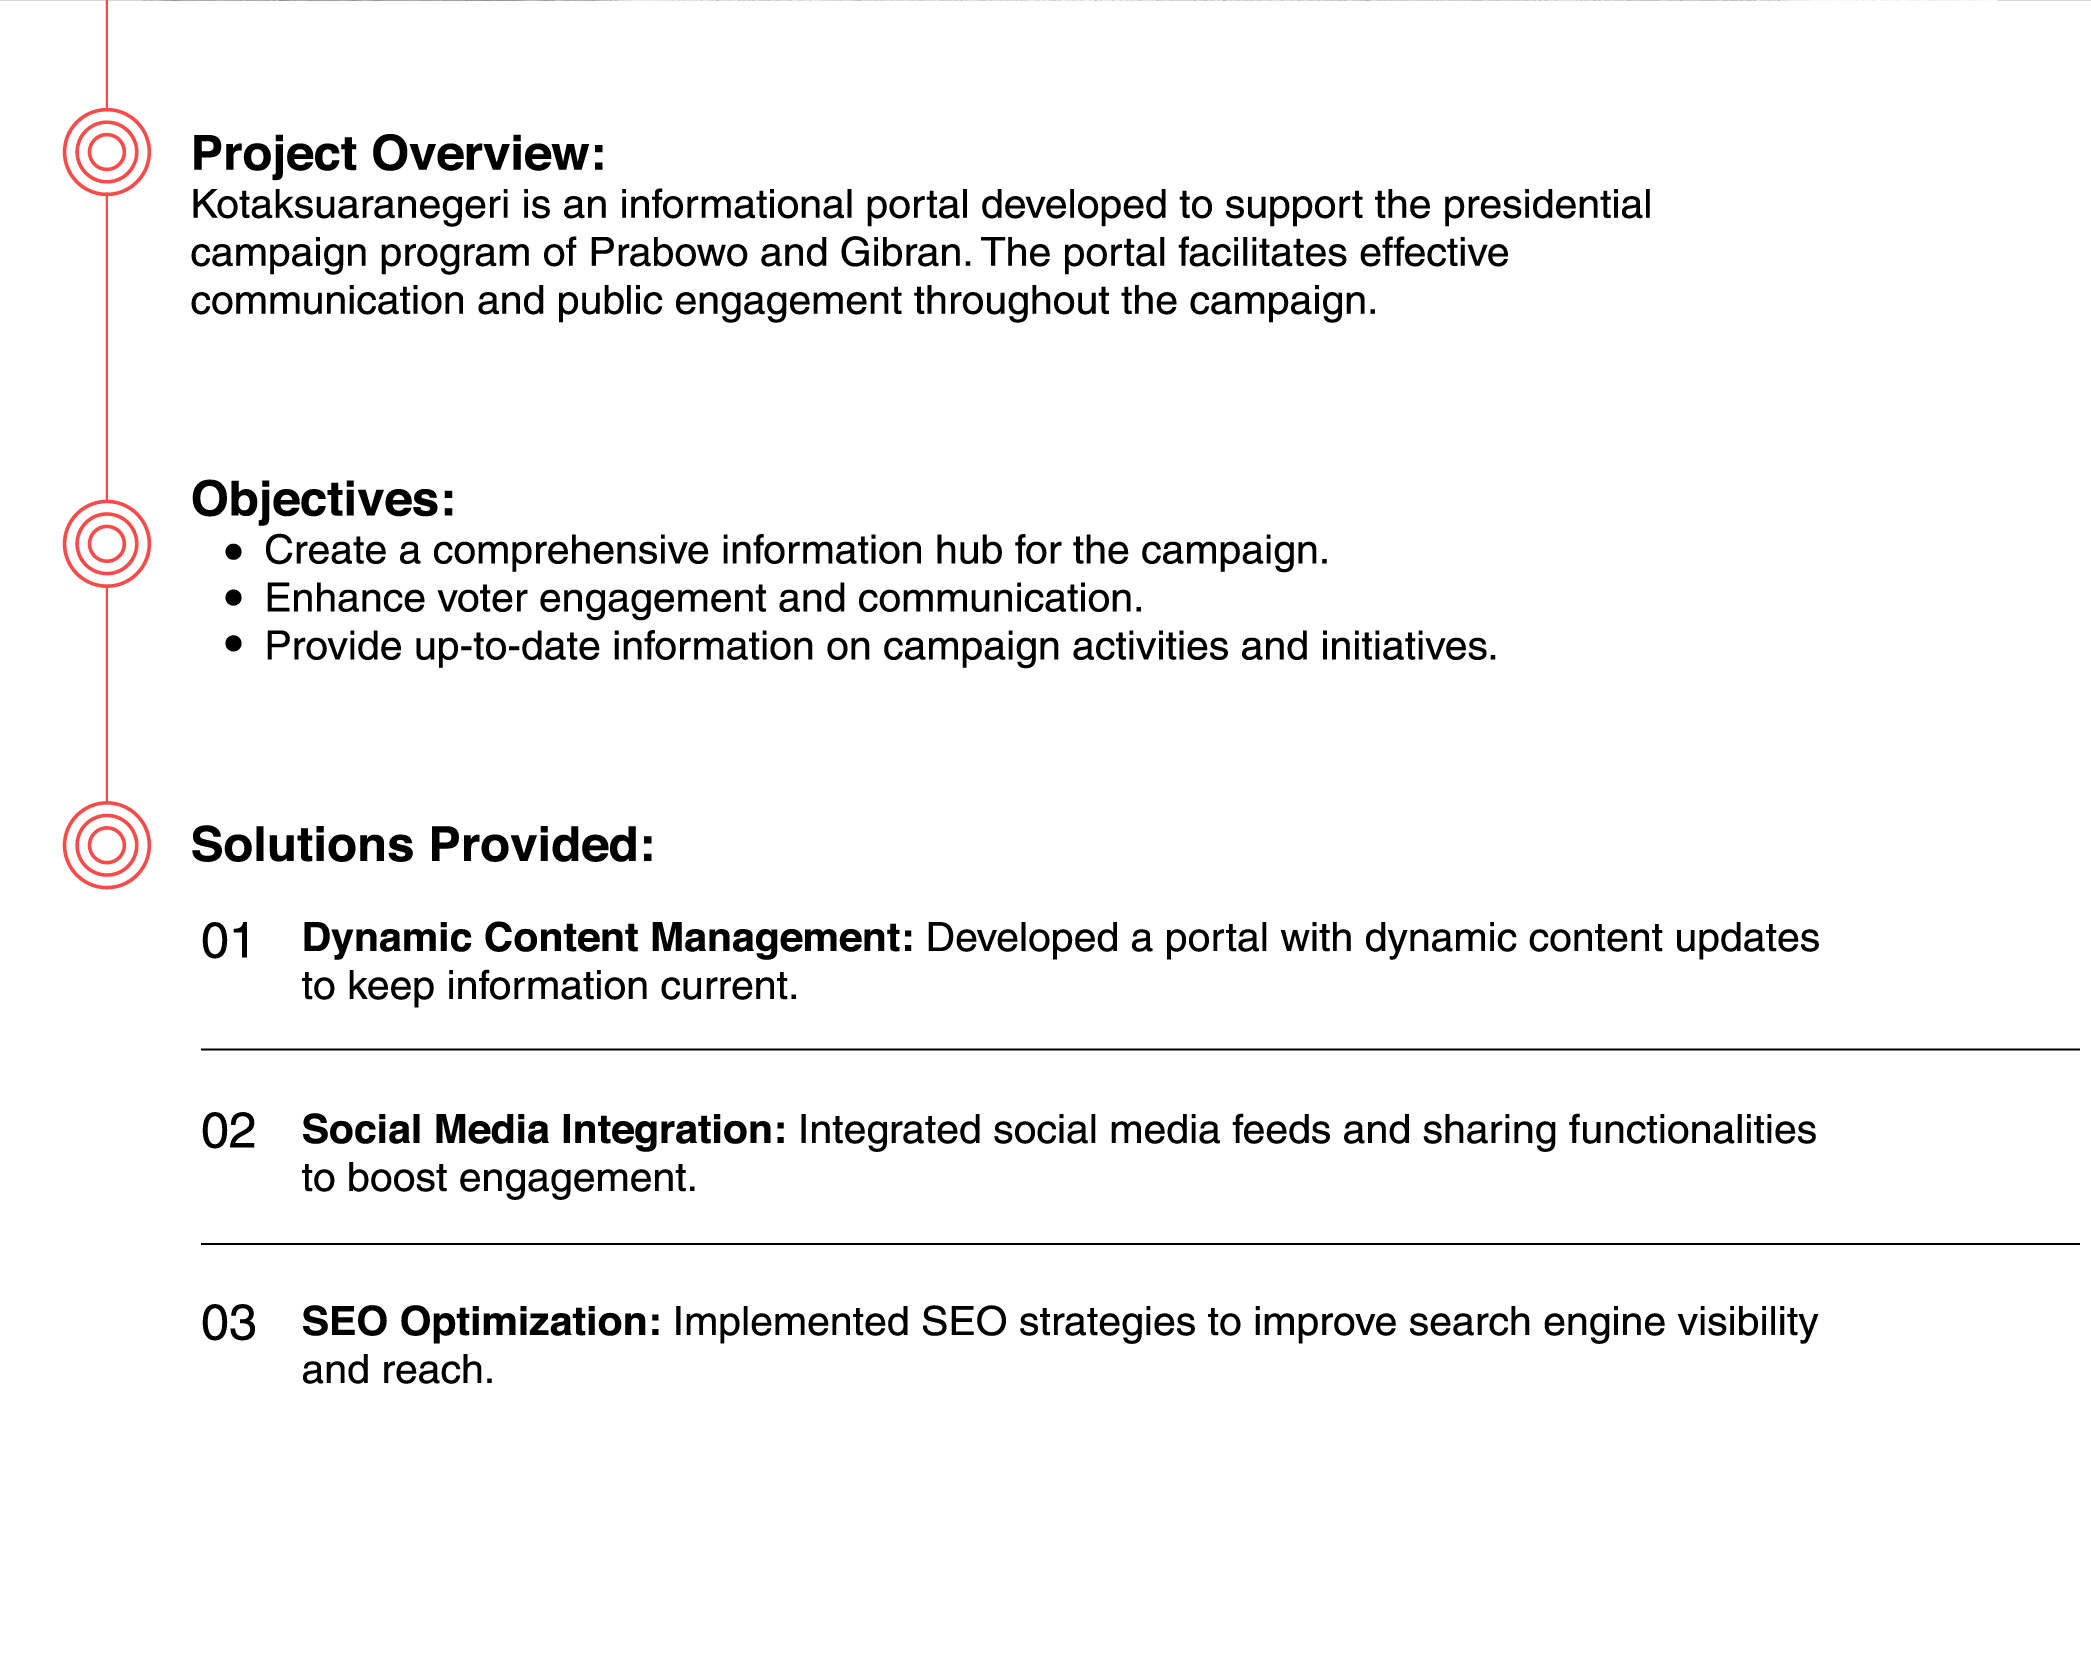 Project Overview:
Kotaksuaranegeri is an informational portal developed to support the presidential
campaign program of Prabowo and Gibran. The portal facilitates effective
communication and public engagement throughout the campaign.
Objectives:
• Create a comprehensive information hub for the campaign.
• Enhance voter engagement and communication.
• Provide up-to-date information on campaign activities and initiatives.
Solutions Provided:
01 Dynamic Content Management: Developed a portal with dynamic content updates
to keep information current.
02 Social Media Integration: Integrated social media feeds and sharing functionalities
to boost engagement.
03 SEO Optimization: Implemented SEO strategies to improve search engine visibility
and reach.